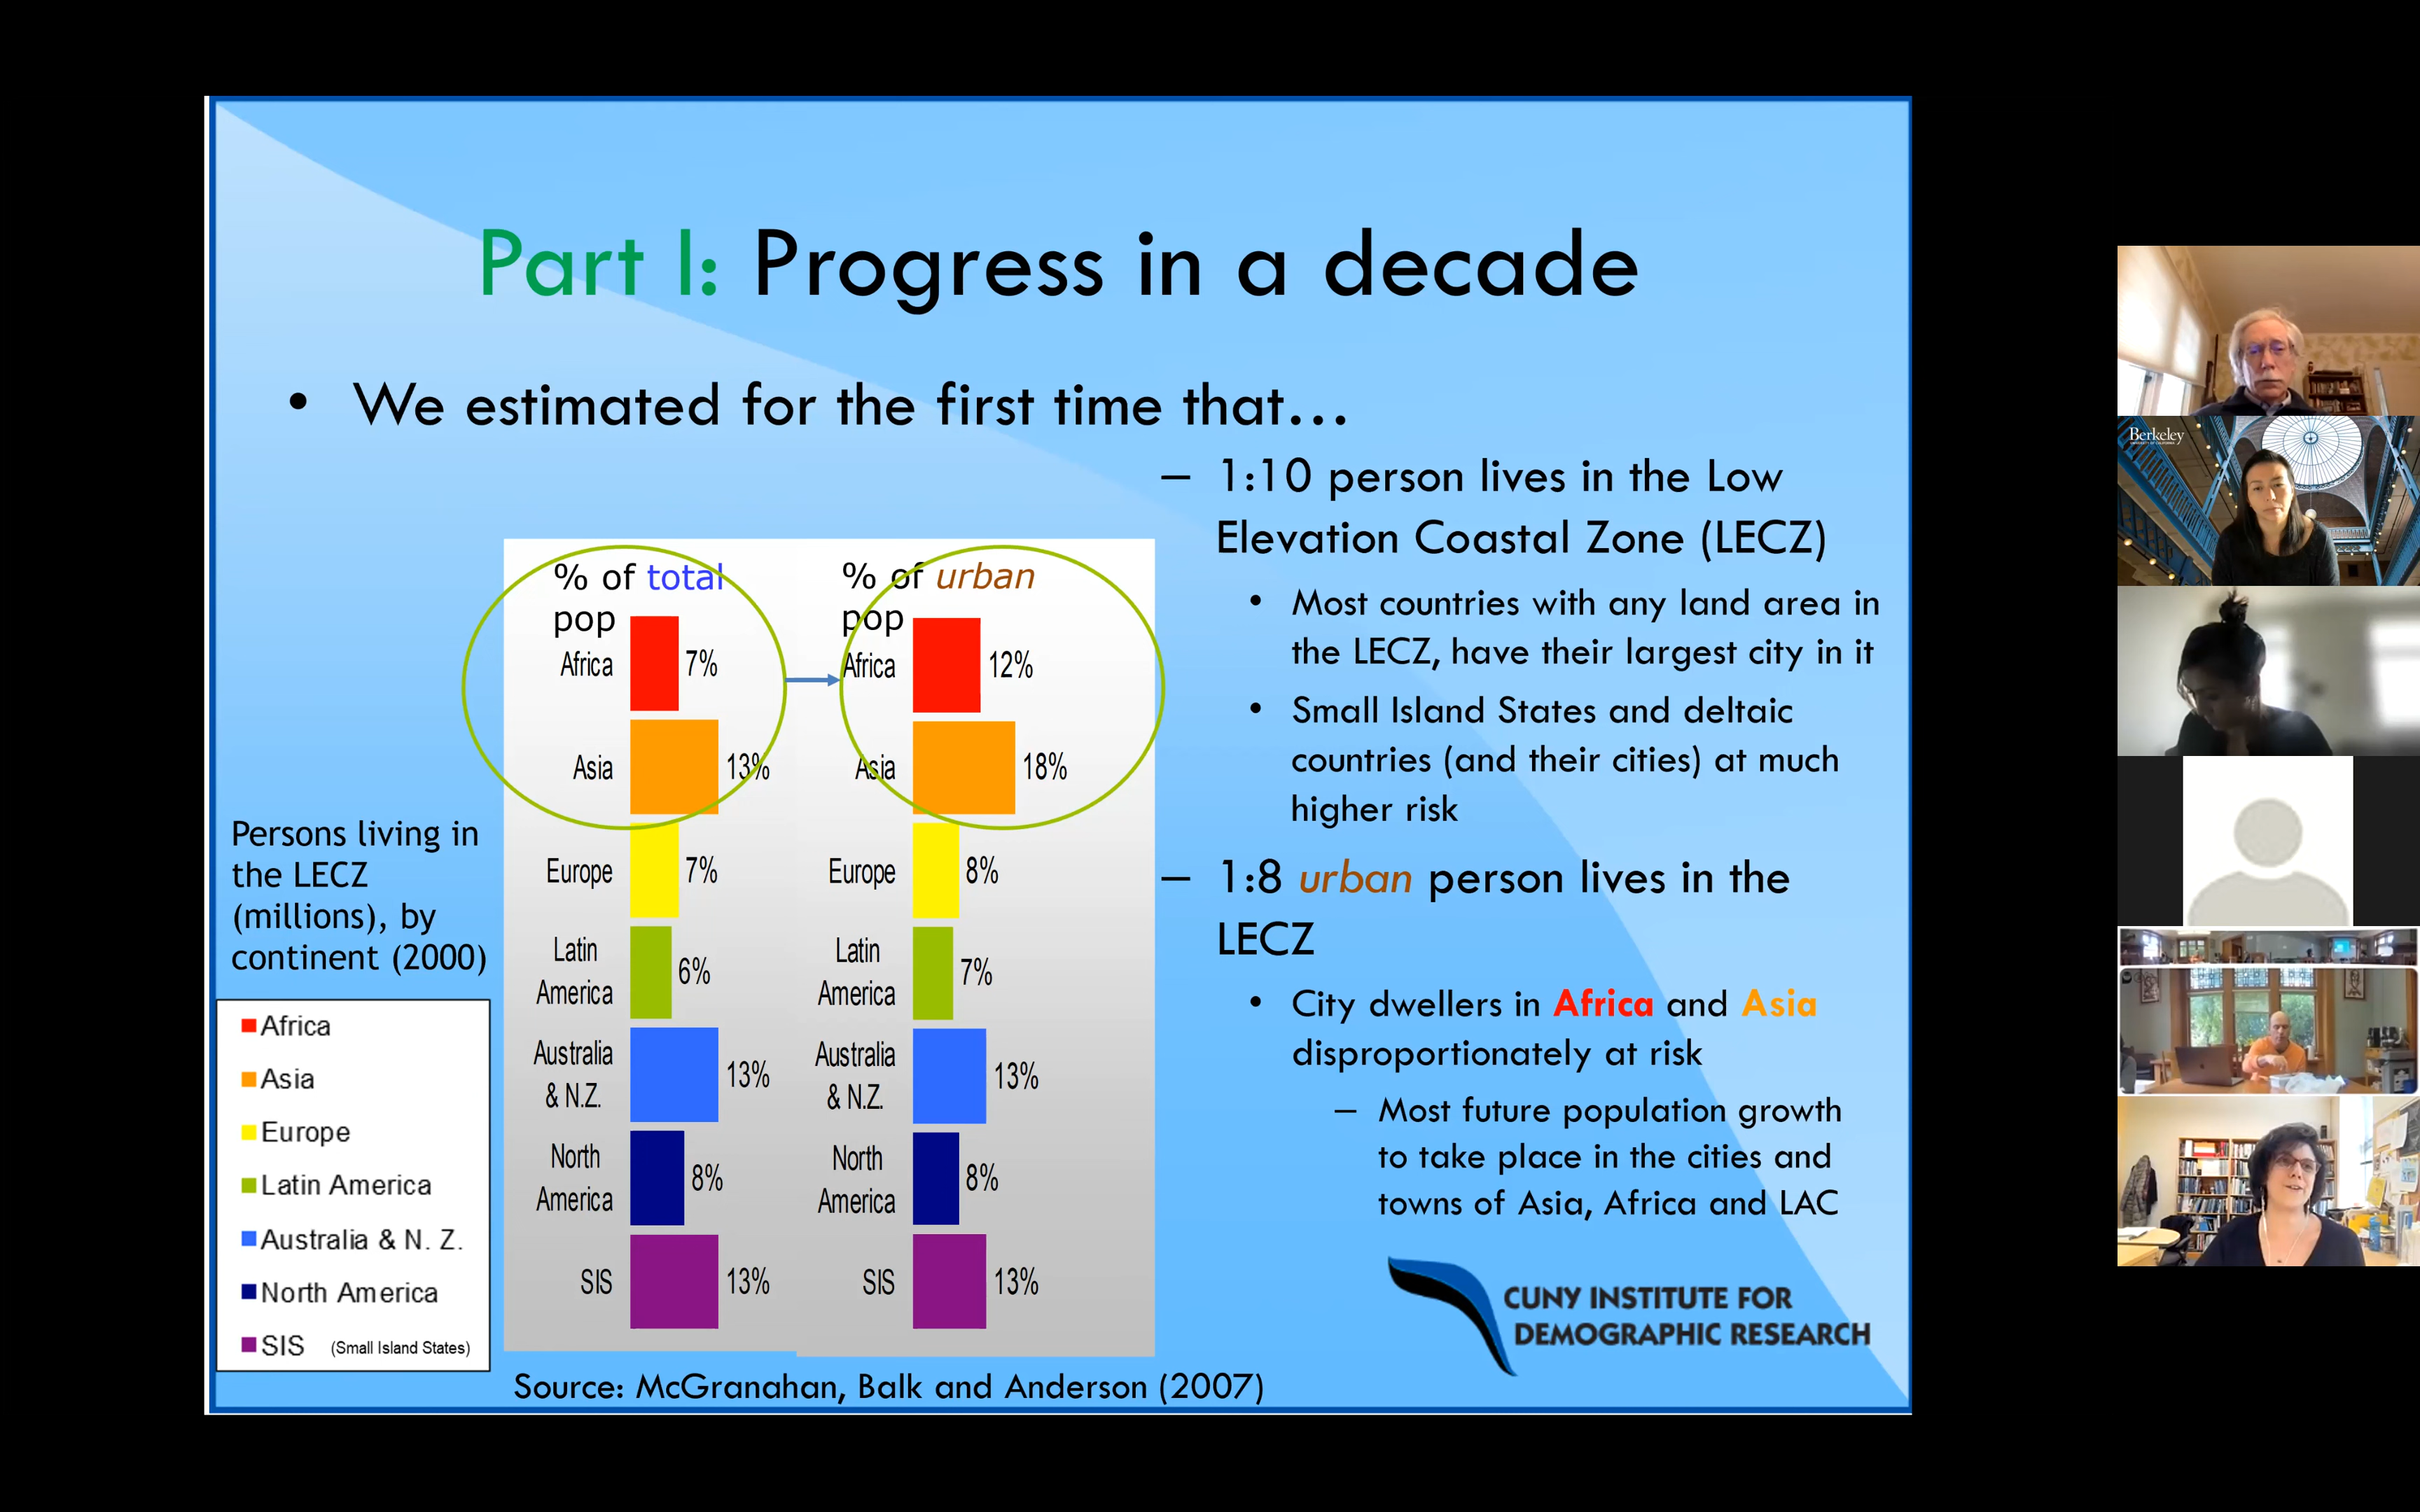 Part I: Progress in a decade
• We estimated for the first time that...
– 1:10 person lives in the Low
Elevation Coastal Zone (LECZ)
• Most countries with any land area in
the LECZ, have their largest city in it
• Small Island States and deltaic
countries (and their cities) at much
higher risk
– 1:8 urban person lives in the
LECZ
• City dwellers in Africa and Asia
disproportionately at risk
– Most future population growth
to take place in the cities and
towns of Asia, Africa and LAC
% of total
pop
Africa 7%
Asia 13%
Europe 7%
Latin
America 6%
Australia
& N.Z. 13%
North
America 8%
SIS 13%
% of urban
pop
Africa 12%
Asia 18%
Europe 8%
Latin
America 7%
Australia
& N.Z. 13%
North
America 8%
SIS 13%
Persons living in
the LECZ
(millions), by
continent (2000)
Africa
Asia
Europe
Latin America
Australia & N. Z.
North America
SIS (Small Island States)
Source: McGranahan, Balk and Anderson (2007)
CUNY INSTITUTE FOR
DEMOGRAPHIC RESEARCH
Berkeley